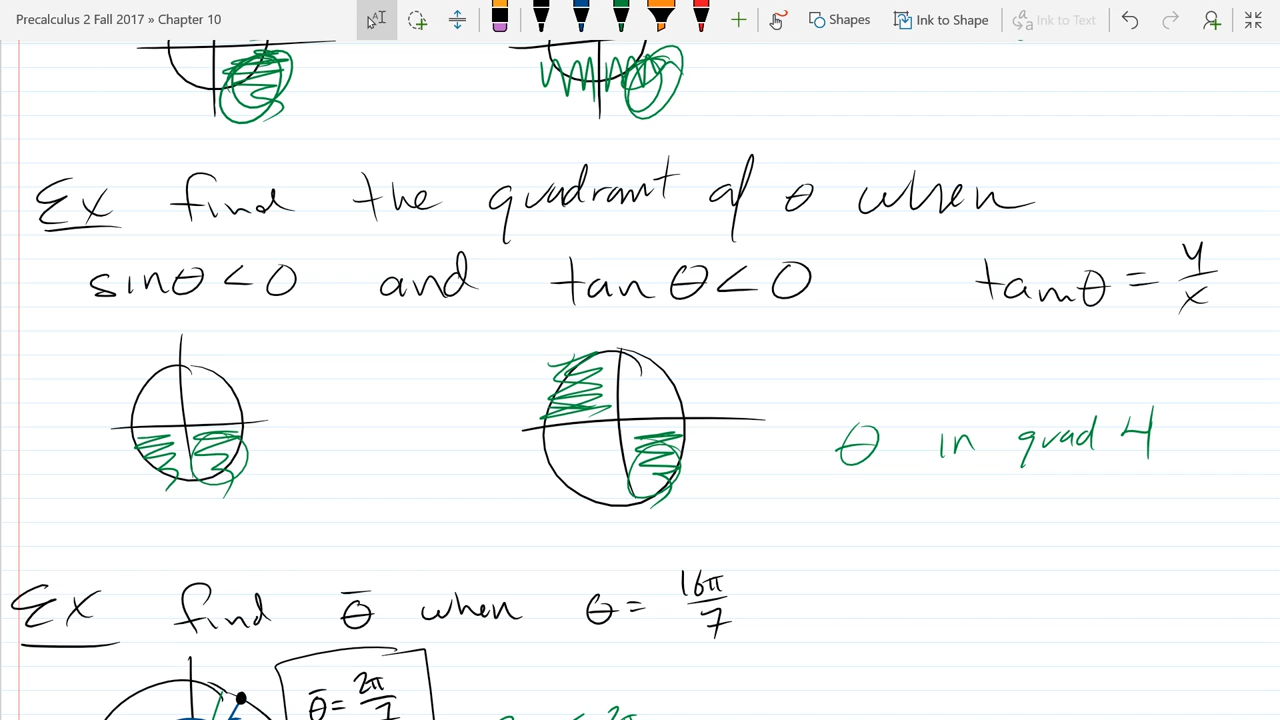 Precalculus 2 Fall 2017 » Chapter 10
Shapes Ink to Shape Ink to Text
Ex find the quadrant of θ when
sinθ < 0 and tan θ < 0 tanθ = y/x
θ in quad 4
Ex find θ̅ when θ = 16π/7
θ̅ = 2π/7